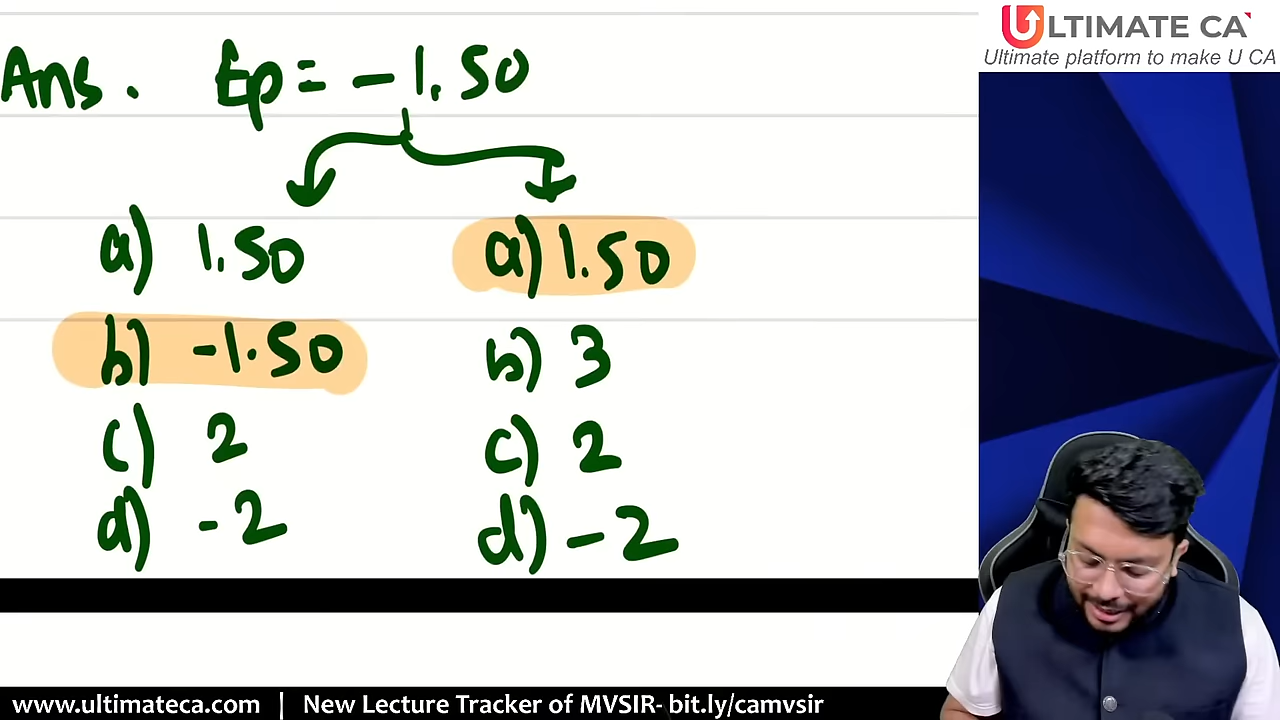 Ans. Ep = -1.50
a) 1.50
b) -1.50
c) 2
d) -2
a) 1.50
b) 3
c) 2
d) -2
ULTIMATE CA
Ultimate platform to make U CA
www.ultimateca.com | New Lecture Tracker of MVSIR- bit.ly/camvsir